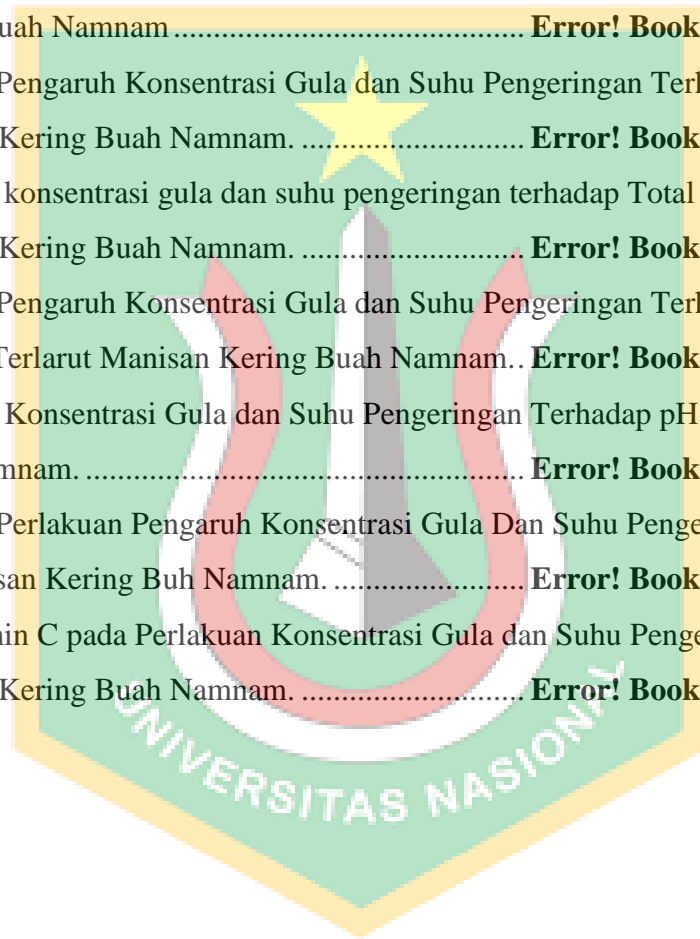 uah Namnam ................................... Error! Book
Pengaruh Konsentrasi Gula dan Suhu Pengeringan Terl
Kering Buah Namnam. ...................... Error! Book
konsentrasi gula dan suhu pengeringan terhadap Total
Kering Buah Namnam. ...................... Error! Book
Pengaruh Konsentrasi Gula dan Suhu Pengeringan Terl
Terlarut Manisan Kering Buah Namnam.. Error! Book
Konsentrasi Gula dan Suhu Pengeringan Terhadap pH
nnam. ............................................ Error! Book
Perlakuan Pengaruh Konsentrasi Gula Dan Suhu Penge
san Kering Buh Namnam. ................... Error! Book
in C pada Perlakuan Konsentrasi Gula dan Suhu Penge
Kering Buah Namnam. ...................... Error! Book
UNIVERSITAS NASIONAL